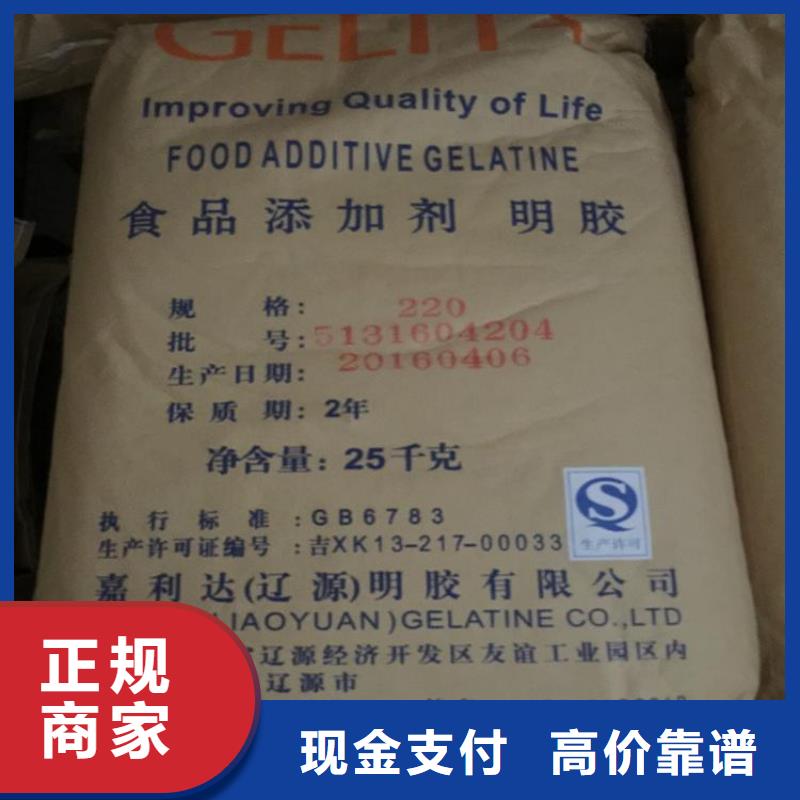 GELITA
Improving Quality of Life
FOOD ADDITIVE GELATINE
食品添加剂 明胶
规 格: 220
批 号: 5131604204
生产日期: 20160406
保 质 期: 2年
净含量: 25千克
执 行 标 准 : GB6783
生产许可证编号 : 吉XK13-217-00033
生产许可
嘉利达(辽源)明胶有限公司
LIAOYUAN)GELATINE CO.,LTD
辽源经济开发区友谊工业园区内
辽源市
正规
商家
现金支付 高价靠谱